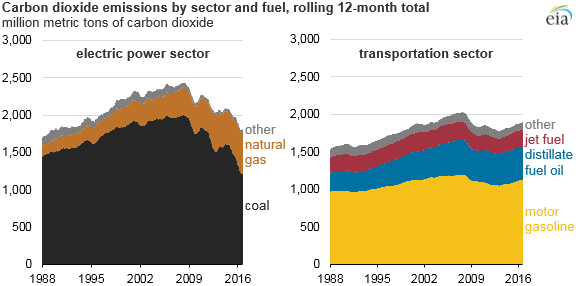 Carbon dioxide emissions by sector and fuel, rolling 12-month total
million metric tons of carbon dioxide
eia
3,000
2,500
2,000
1,500
1,000
500
0
electric power sector
other
natural
gas
coal
1988
1995
2002
2009
2016
3,000
2,500
2,000
1,500
1,000
500
0
transportation sector
other
jet fuel
distillate
fuel oil
motor
gasoline
1988
1995
2002
2009
2016